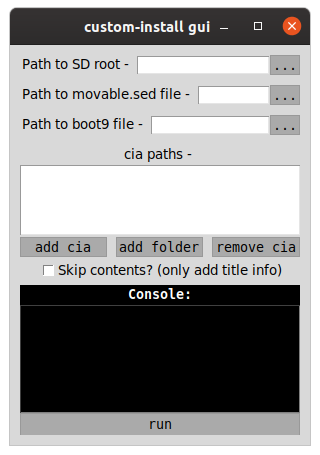 custom-install gui
Path to SD root - ...
Path to movable.sed file - ...
Path to boot9 file - ...
cia paths -
add cia add folder remove cia
Skip contents? (only add title info)
Console:
run